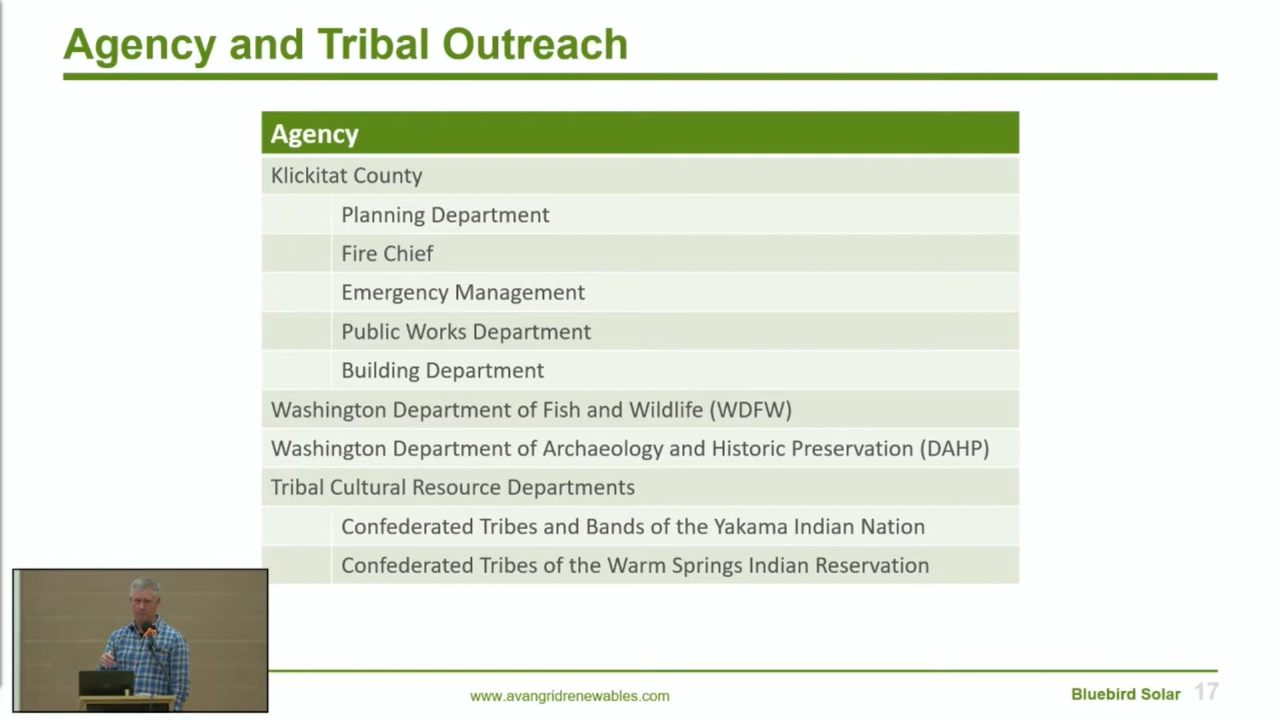 Agency and Tribal Outreach
Agency
Klickitat County
Planning Department
Fire Chief
Emergency Management
Public Works Department
Building Department
Washington Department of Fish and Wildlife (WDFW)
Washington Department of Archaeology and Historic Preservation (DAHP)
Tribal Cultural Resource Departments
Confederated Tribes and Bands of the Yakama Indian Nation
Confederated Tribes of the Warm Springs Indian Reservation
www.avangridrenewables.com
Bluebird Solar 17